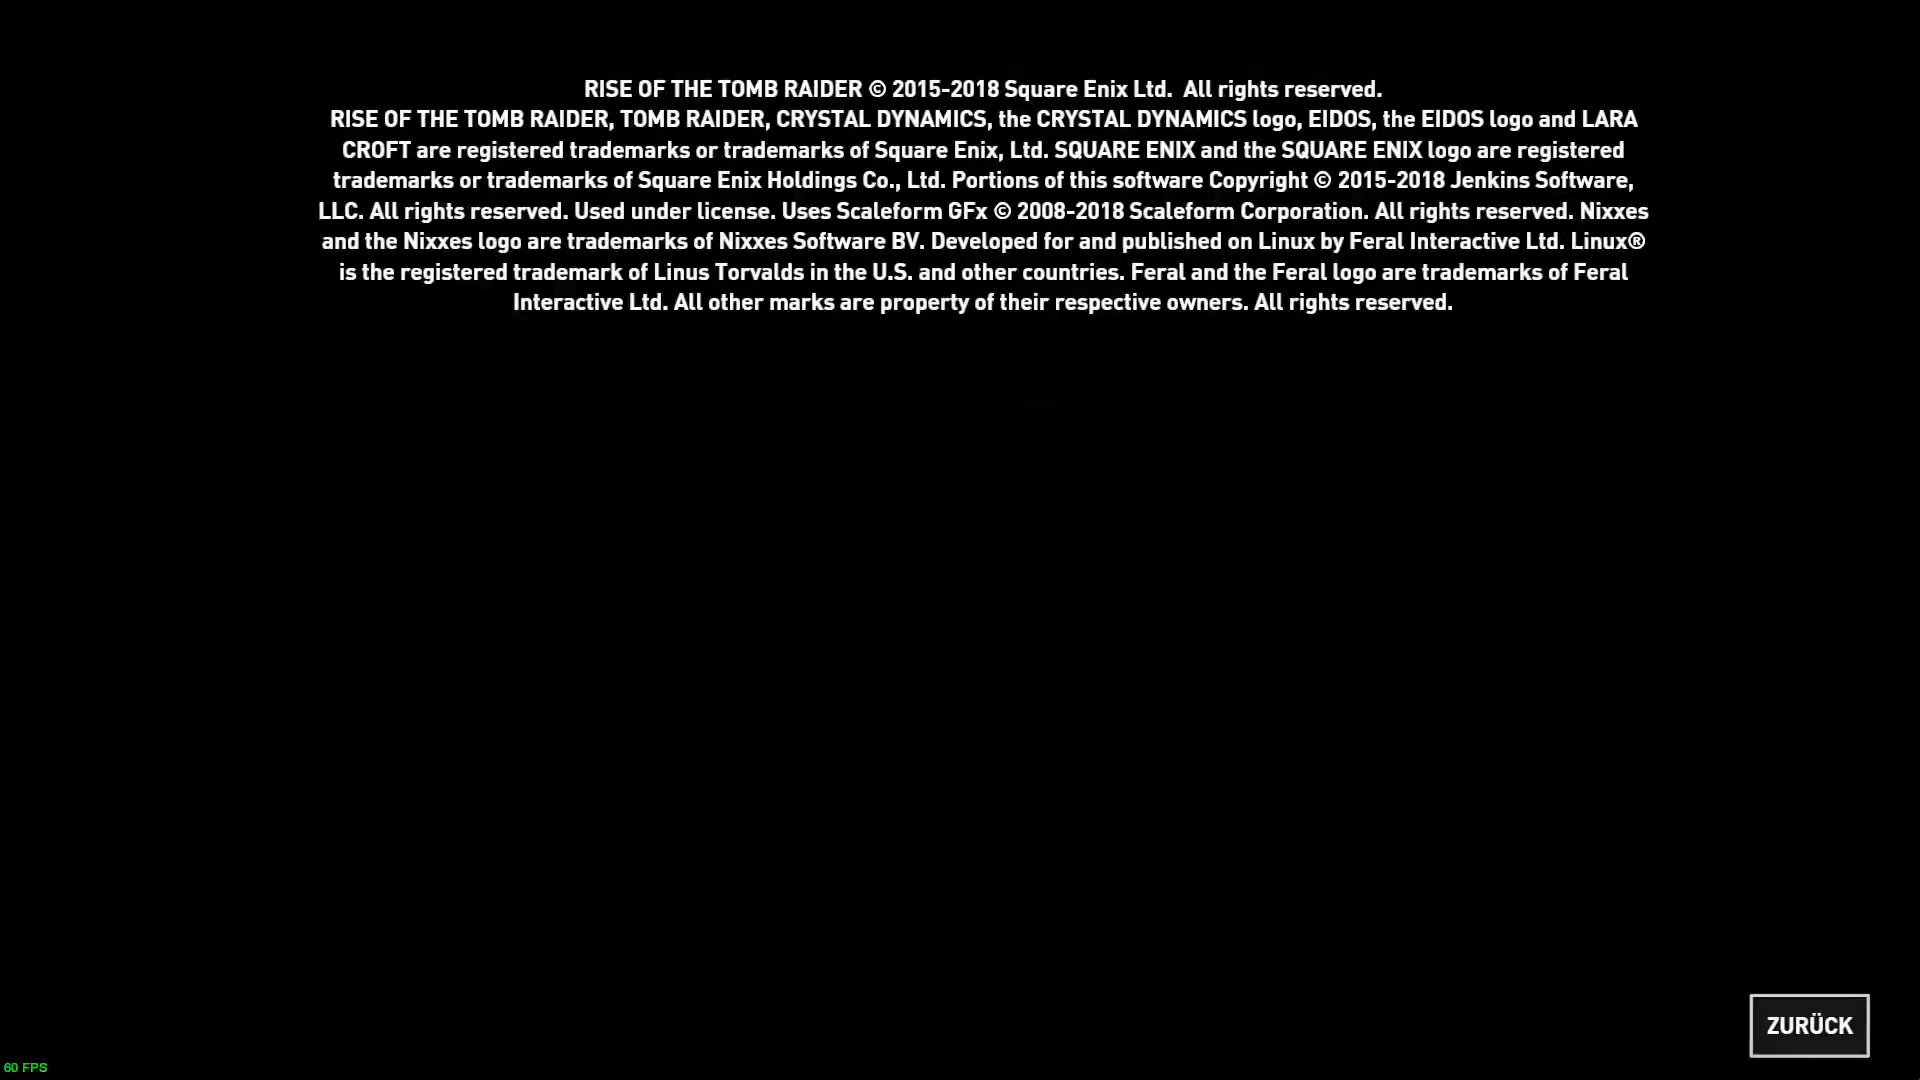 RISE OF THE TOMB RAIDER © 2015-2018 Square Enix Ltd.  All rights reserved.
RISE OF THE TOMB RAIDER, TOMB RAIDER, CRYSTAL DYNAMICS, the CRYSTAL DYNAMICS logo, EIDOS, the EIDOS logo and LARA
CROFT are registered trademarks or trademarks of Square Enix, Ltd. SQUARE ENIX and the SQUARE ENIX logo are registered
trademarks or trademarks of Square Enix Holdings Co., Ltd. Portions of this software Copyright © 2015-2018 Jenkins Software,
LLC. All rights reserved. Used under license. Uses Scaleform GFx © 2008-2018 Scaleform Corporation. All rights reserved. Nixxes
and the Nixxes logo are trademarks of Nixxes Software BV. Developed for and published on Linux by Feral Interactive Ltd. Linux®
is the registered trademark of Linus Torvalds in the U.S. and other countries. Feral and the Feral logo are trademarks of Feral
Interactive Ltd. All other marks are property of their respective owners. All rights reserved.
ZURÜCK
60 FPS